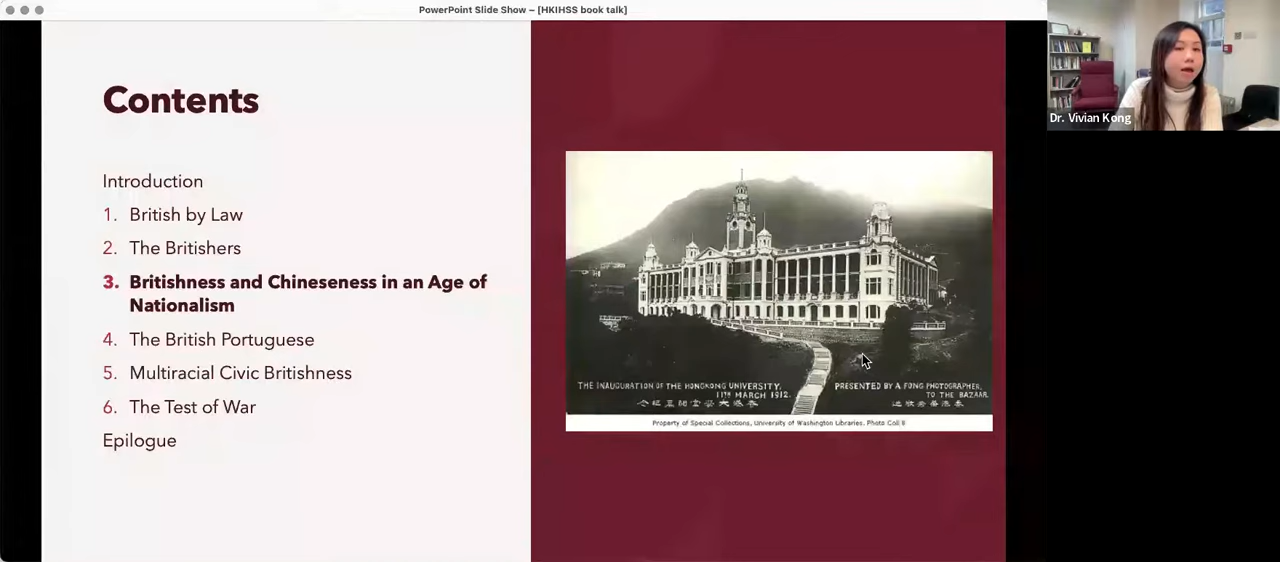 PowerPoint Slide Show – [HKIHSS book talk]
Dr. Vivian Kong
Contents
Introduction
1. British by Law
2. The Britishers
3. Britishness and Chineseness in an Age of
Nationalism
4. The British Portuguese
5. Multiracial Civic Britishness
6. The Test of War
Epilogue
THE INAUGURATION OF THE HONGKONG UNIVERSITY,
11TH MARCH 1912.
PRESENTED BY A. FONG PHOTOGRAPHER,
TO THE BAZAAR.
Property of Special Collections, University of Washington Libraries. Photo Coll